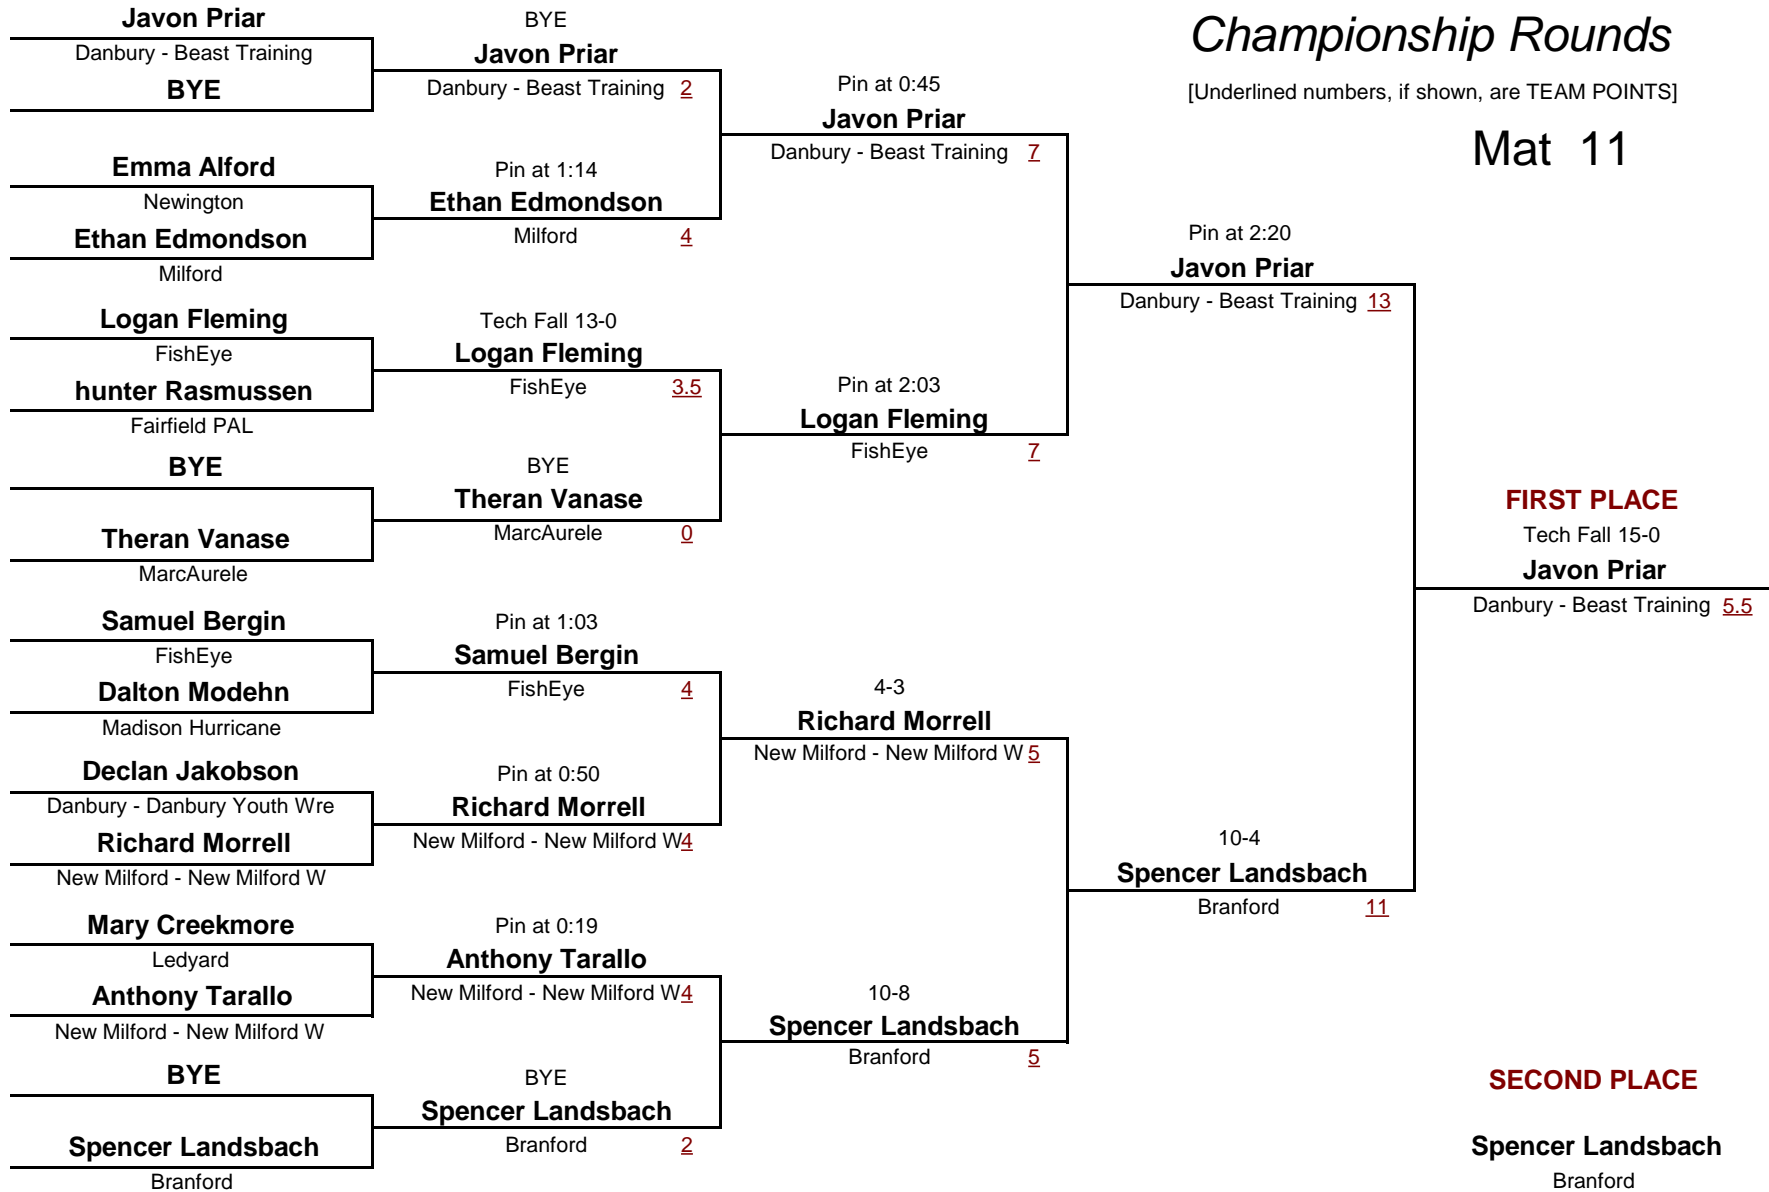 Championship Rounds
[Underlined numbers, if shown, are TEAM POINTS]
Mat 11
Javon Priar
Danbury - Beast Training
BYE
Emma Alford
Newington
Ethan Edmondson
Milford
Logan Fleming
FishEye
hunter Rasmussen
Fairfield PAL
BYE
Theran Vanase
MarcAurele
Samuel Bergin
FishEye
Dalton Modehn
Madison Hurricane
Declan Jakobson
Danbury - Danbury Youth Wre
Richard Morrell
New Milford - New Milford W
Mary Creekmore
Ledyard
Anthony Tarallo
New Milford - New Milford W
BYE
Spencer Landsbach
Branford
BYE
Javon Priar
Danbury - Beast Training 2
Pin at 1:14
Ethan Edmondson
Milford 4
Tech Fall 13-0
Logan Fleming
FishEye 3.5
BYE
Theran Vanase
MarcAurele 0
Pin at 1:03
Samuel Bergin
FishEye 4
Pin at 0:50
Richard Morrell
New Milford - New Milford W 4
Pin at 0:19
Anthony Tarallo
New Milford - New Milford W 4
BYE
Spencer Landsbach
Branford 2
Pin at 0:45
Javon Priar
Danbury - Beast Training 7
Pin at 2:03
Logan Fleming
FishEye 7
4-3
Richard Morrell
New Milford - New Milford W 5
10-8
Spencer Landsbach
Branford 5
Pin at 2:20
Javon Priar
Danbury - Beast Training 13
10-4
Spencer Landsbach
Branford 11
FIRST PLACE
Tech Fall 15-0
Javon Priar
Danbury - Beast Training 5.5
SECOND PLACE
Spencer Landsbach
Branford